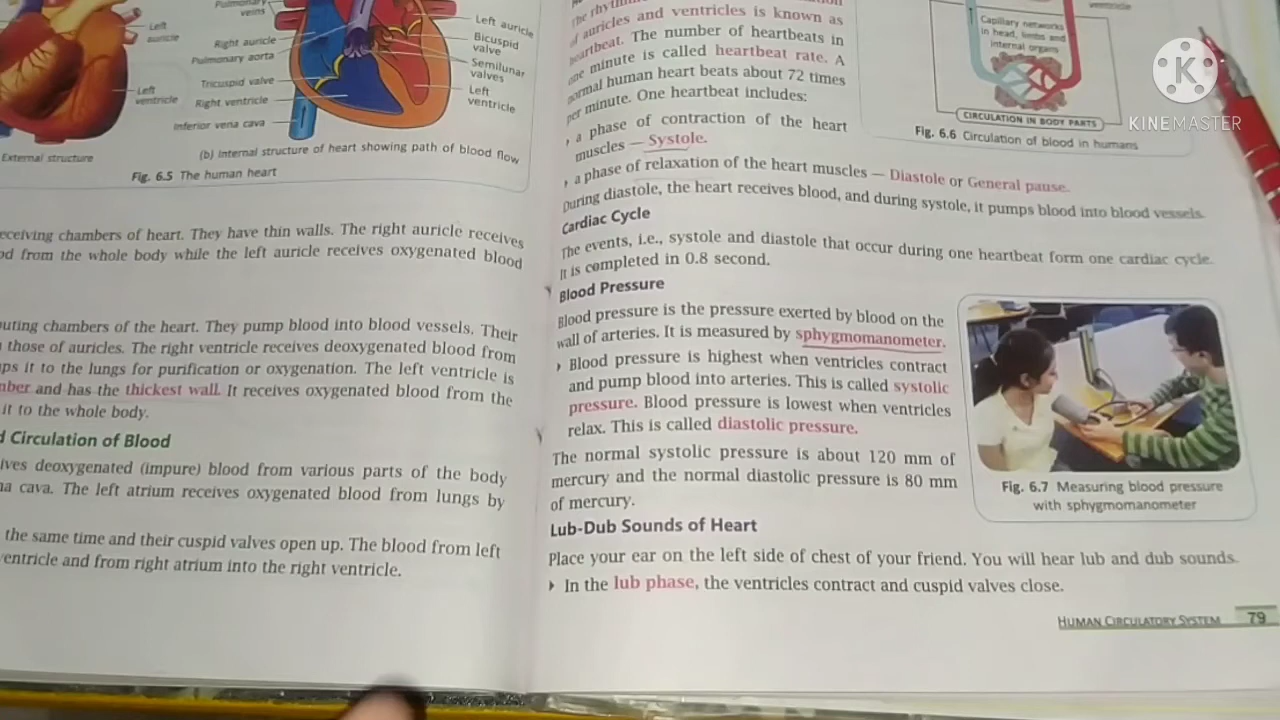 Pulmonary
veins
Left
auricle
Left
ventricle
External structure
Right auricle
Pulmonary aorta
Tricuspid valve
Right ventricle
Inferior vena cava
Left auricle
Bicuspid
valve
Semilunar
valves
Left
ventricle
(b) Internal structure of heart showing path of blood flow
Fig. 6.5 The human heart
receiving chambers of heart. They have thin walls. The right auricle receives
from the whole body while the left auricle receives oxygenated blood
chambers of the heart. They pump blood into blood vessels. Their
those of auricles. The right ventricle receives deoxygenated blood from
it to the lungs for purification or oxygenation. The left ventricle is
and has the thickest wall. It receives oxygenated blood from the
it to the whole body.
Circulation of Blood
deoxygenated (impure) blood from various parts of the body
cava. The left atrium receives oxygenated blood from lungs by
the same time and their cuspid valves open up. The blood from left
ventricle and from right atrium into the right ventricle.
The
of auricles and ventricles is known as
heartbeat. The number of heartbeats in
one minute is called heartbeat rate. A
normal human heart beats about 72 times
per minute. One heartbeat includes:
a phase of contraction of the heart
muscles — Systole.
a phase of relaxation of the heart muscles — Diastole or General pause.
During diastole, the heart receives blood, and during systole, it pumps blood into blood vessels.
Cardiac Cycle
The events, i.e., systole and diastole that occur during one heartbeat form one cardiac cycle.
It is completed in 0.8 second.
Blood Pressure
Blood pressure is the pressure exerted by blood on the
wall of arteries. It is measured by sphygmomanometer.
Blood pressure is highest when ventricles contract
and pump blood into arteries. This is called systolic
pressure. Blood pressure is lowest when ventricles
relax. This is called diastolic pressure.
The normal systolic pressure is about 120 mm of
mercury and the normal diastolic pressure is 80 mm
of mercury.
Lub-Dub Sounds of Heart
Place your ear on the left side of chest of your friend. You will hear lub and dub sounds.
In the lub phase, the ventricles contract and cuspid valves close.
ventricle
Capillary networks
in head, limbs and
internal organs
CIRCULATION IN BODY PARTS
Fig. 6.6 Circulation of blood in humans
Fig. 6.7 Measuring blood pressure
with sphygmomanometer
HUMAN CIRCULATORY SYSTEM 79
K
KINEMASTER